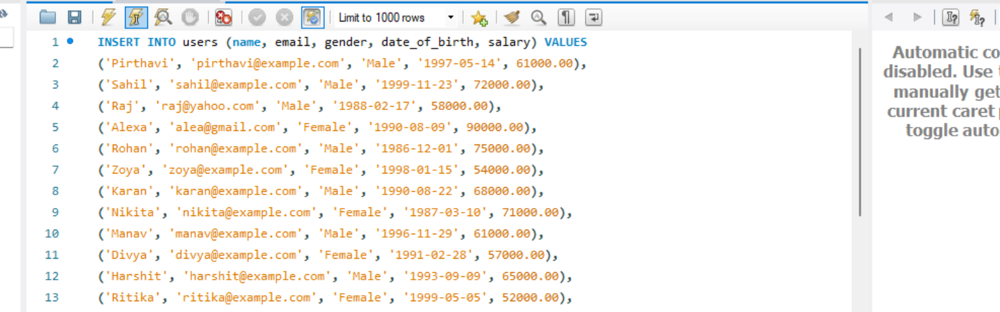 Limit to 1000 rows
1 INSERT INTO users (name, email, gender, date_of_birth, salary) VALUES
2 ('Pirthavi', 'pirthavi@example.com', 'Male', '1997-05-14', 61000.00),
3 ('Sahil', 'sahil@example.com', 'Male', '1999-11-23', 72000.00),
4 ('Raj', 'raj@yahoo.com', 'Male', '1988-02-17', 58000.00),
5 ('Alexa', 'alea@gmail.com', 'Female', '1990-08-09', 90000.00),
6 ('Rohan', 'rohan@example.com', 'Male', '1986-12-01', 75000.00),
7 ('Zoya', 'zoya@example.com', 'Female', '1998-01-15', 54000.00),
8 ('Karan', 'karan@example.com', 'Male', '1990-08-22', 68000.00),
9 ('Nikita', 'nikita@example.com', 'Female', '1987-03-10', 71000.00),
10 ('Manav', 'manav@example.com', 'Male', '1996-11-29', 61000.00),
11 ('Divya', 'divya@example.com', 'Female', '1991-02-28', 57000.00),
12 ('Harshit', 'harshit@example.com', 'Male', '1993-09-09', 65000.00),
13 ('Ritika', 'ritika@example.com', 'Female', '1999-05-05', 52000.00),
Automatic co
disabled. Use
manually get
current caret
toggle auto